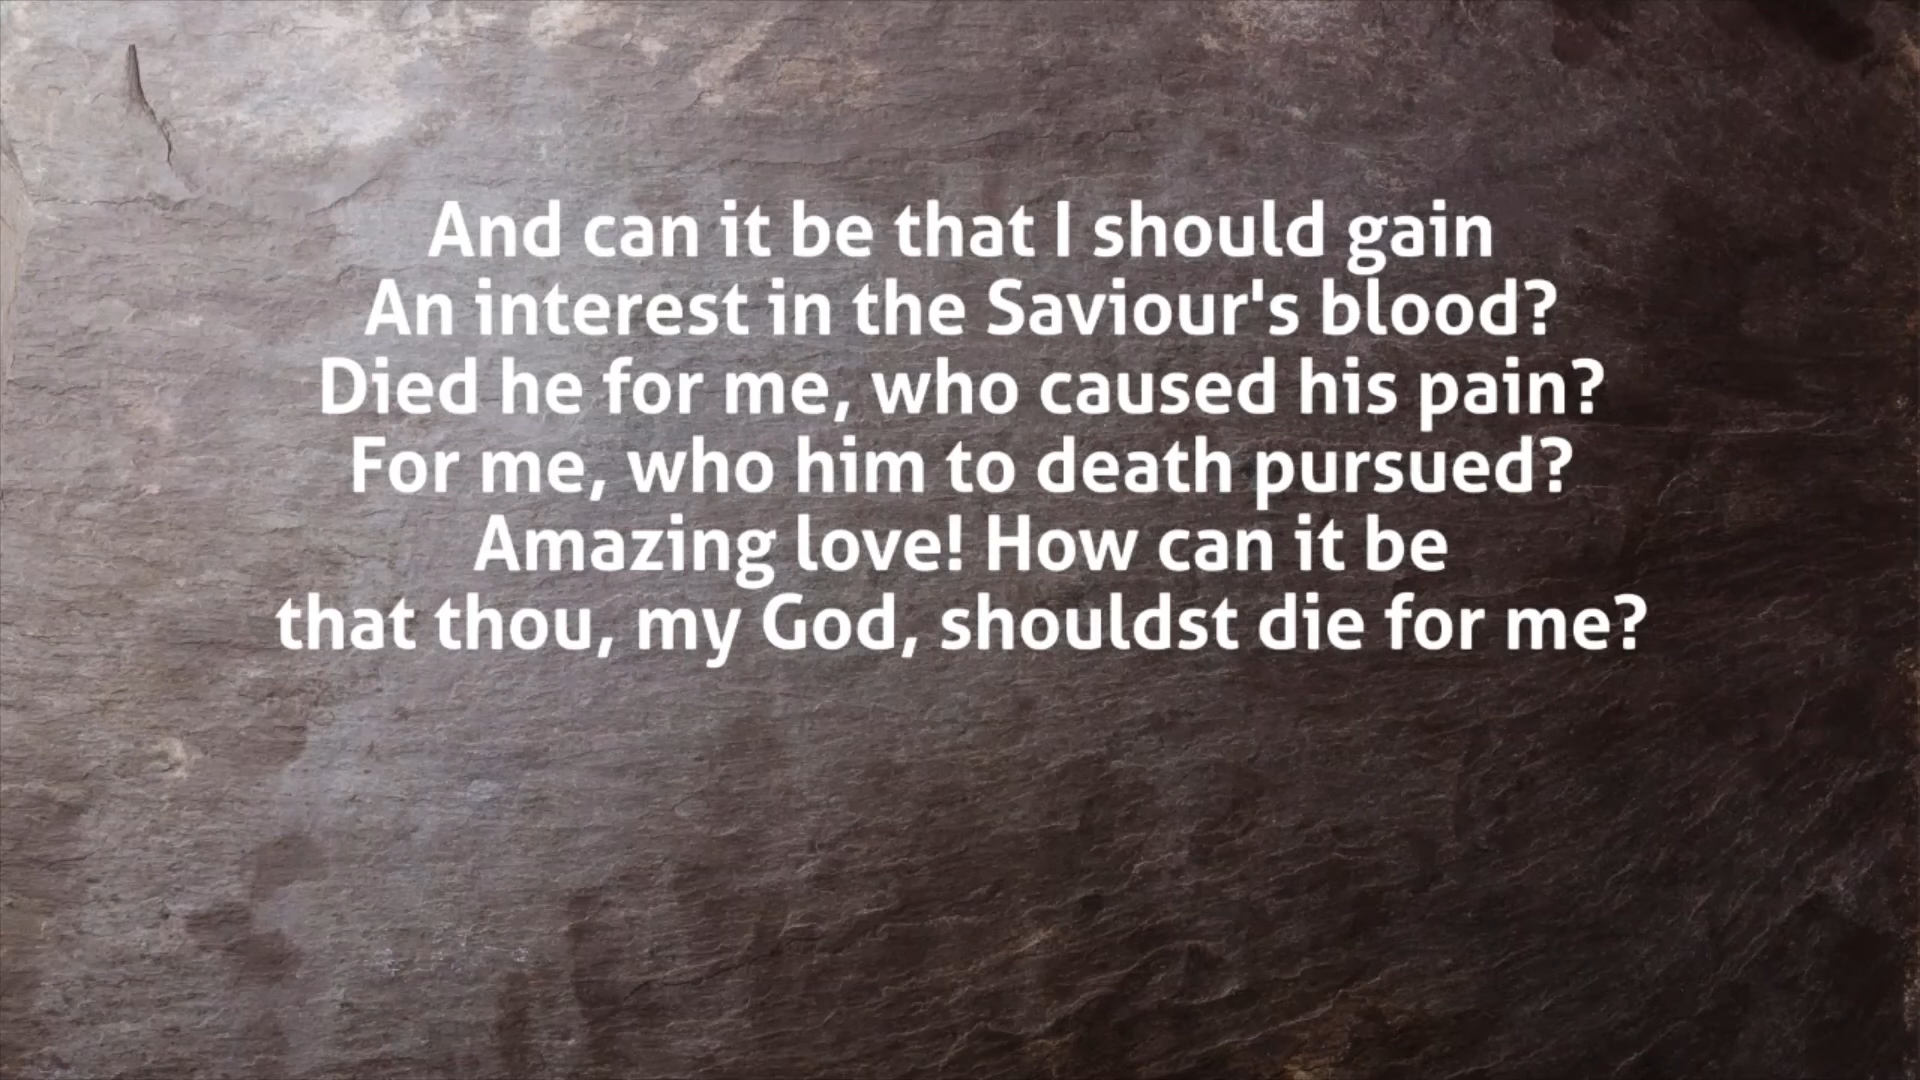 And can it be that I should gain
An interest in the Saviour's blood?
Died he for me, who caused his pain?
For me, who him to death pursued?
Amazing love! How can it be
that thou, my God, shouldst die for me?